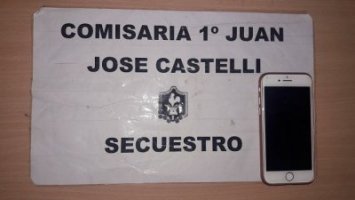 COMISARIA 1º JUAN
JOSE CASTELLI
SECUESTRO